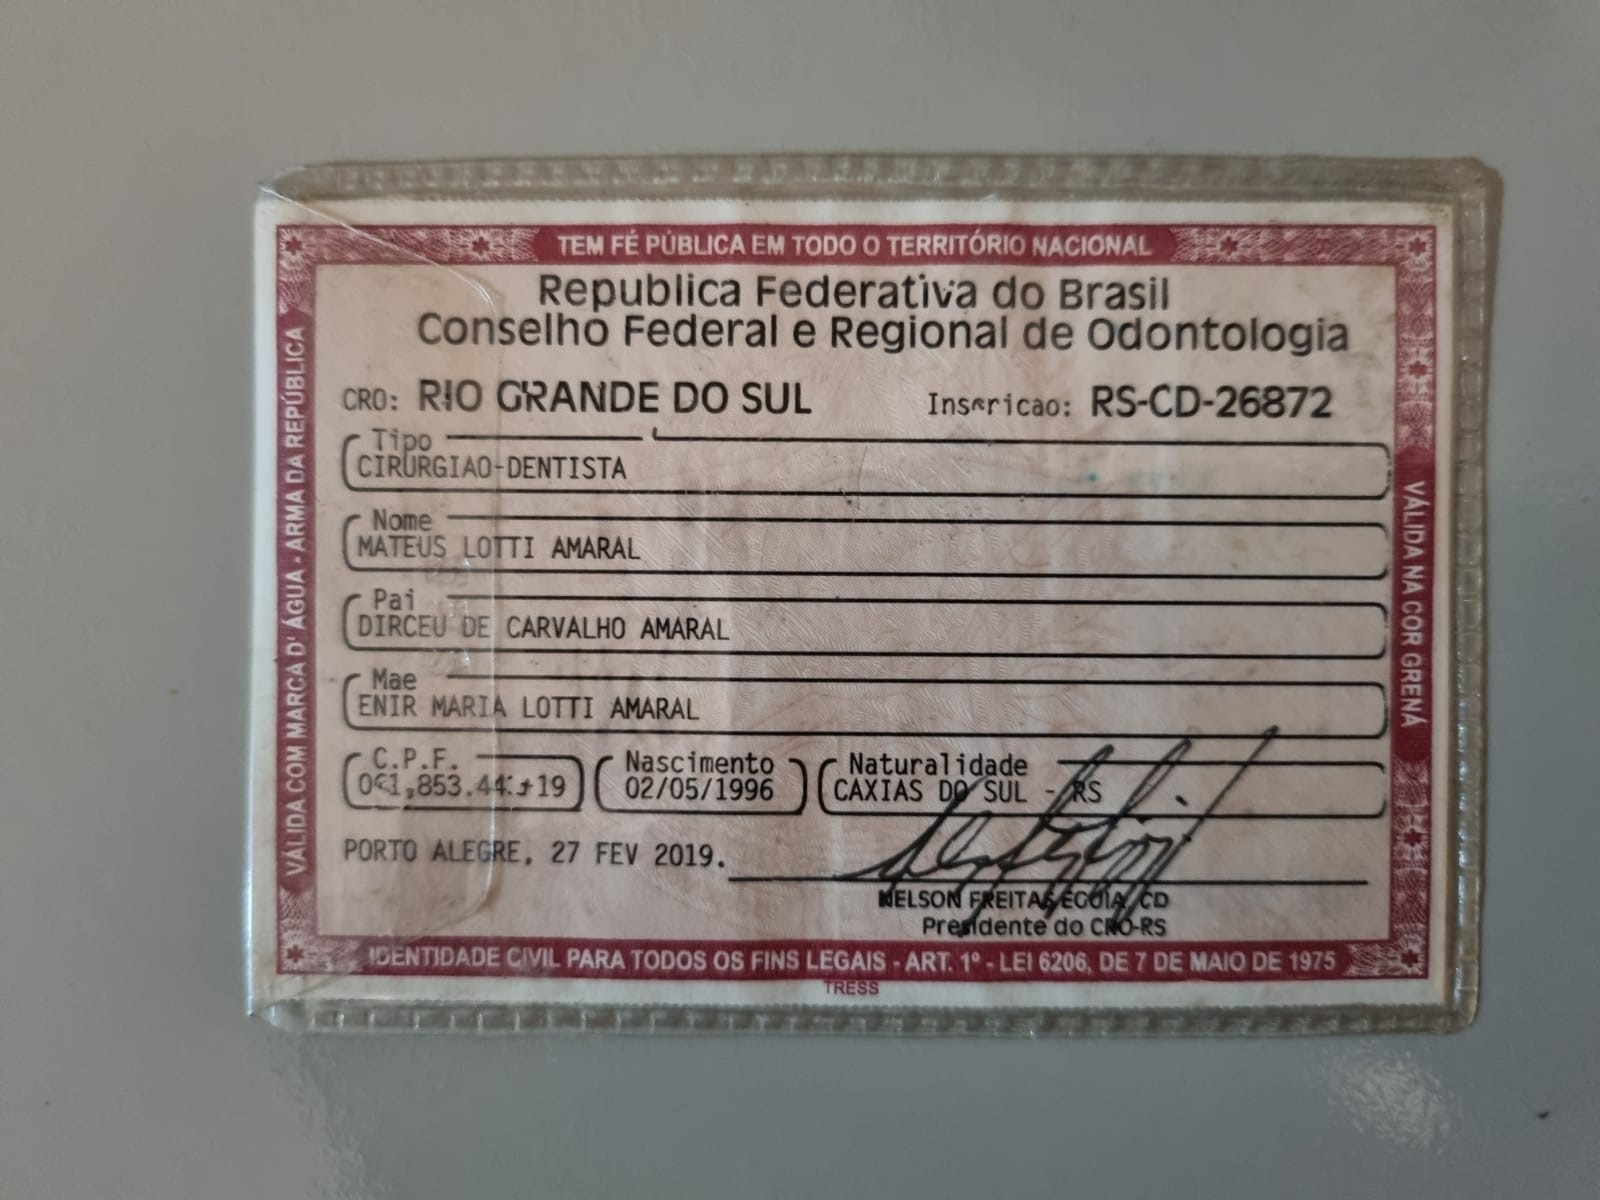 TEM FÉ PÚBLICA EM TODO O TERRITÓRIO NACIONAL
Republica Federativa do Brasil
Conselho Federal e Regional de Odontologia
CRO: RIO GRANDE DO SUL Inscricao: RS-CD-26872
Tipo
CIRURGIAO-DENTISTA
Nome
MATEUS LOTTI AMARAL
Pai
DIRCEU DE CARVALHO AMARAL
Mae
ENIR MARIA LOTTI AMARAL
C.P.F. Nascimento Naturalidade
02/05/1996 CAXIAS DO SUL - RS
PORTO ALEGRE, 27 FEV 2019.
NELSON FREITAS EGUIA, CD
Presidente do CRO-RS
IDENTIDADE CIVIL PARA TODOS OS FINS LEGAIS - ART. 1º - LEI 6206, DE 7 DE MAIO DE 1975
TRESS
VÁLIDA COM MARCA D' ÁGUA - ARMA DA REPÚBLICA
VÁLIDA NA COR GRENÁ